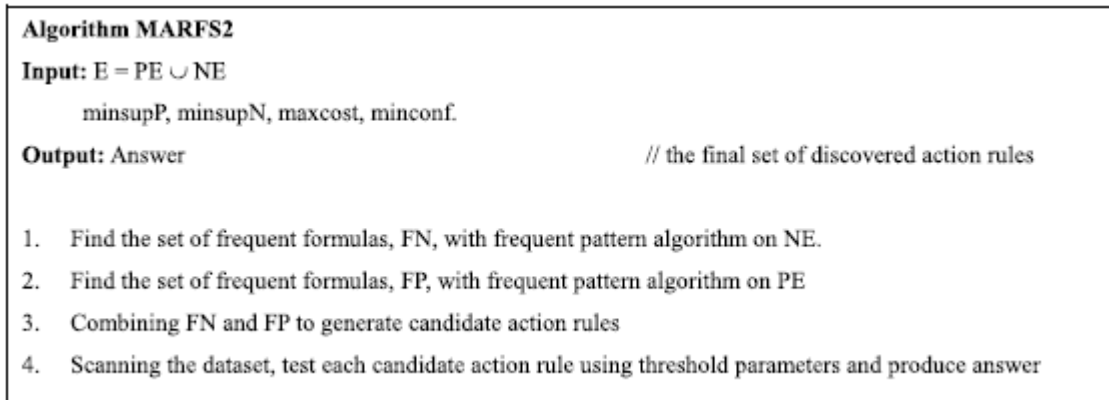 Algorithm MARFS2
Input: E = PE ∪ NE
minsupP, minsupN, maxcost, minconf.
Output: Answer // the final set of discovered action rules
1. Find the set of frequent formulas, FN, with frequent pattern algorithm on NE.
2. Find the set of frequent formulas, FP, with frequent pattern algorithm on PE
3. Combining FN and FP to generate candidate action rules
4. Scanning the dataset, test each candidate action rule using threshold parameters and produce answer